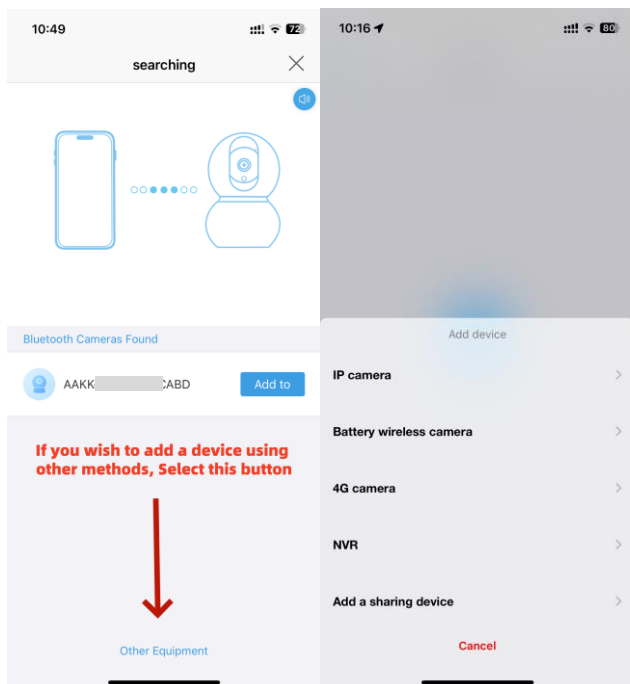 10:49
72
searching
Bluetooth Cameras Found
AAKK CABD
Add to
If you wish to add a device using
other methods, Select this button
Other Equipment
10:16
80
Add device
IP camera
Battery wireless camera
4G camera
NVR
Add a sharing device
Cancel